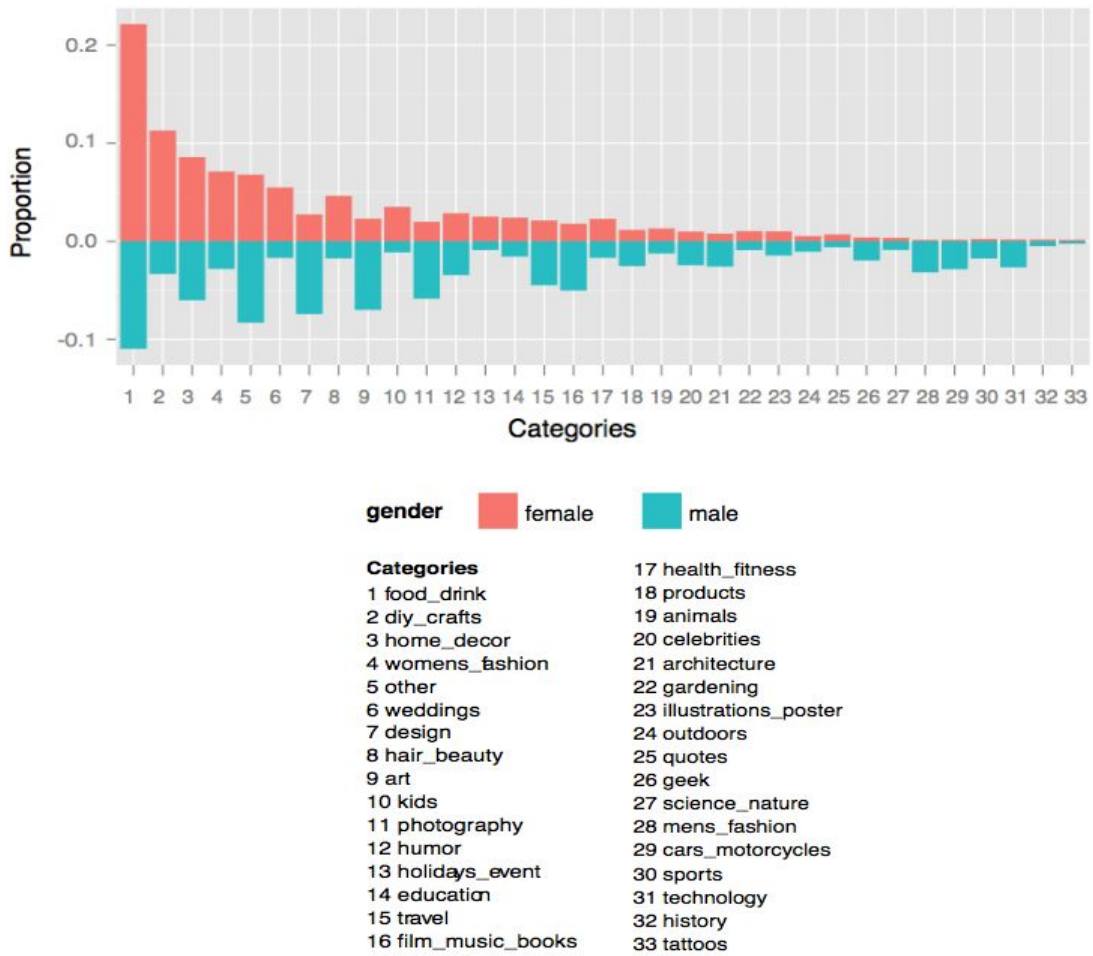 0.2
0.1
0.0
-0.1
Proportion
1 2 3 4 5 6 7 8 9 10 11 12 13 14 15 16 17 18 19 20 21 22 23 24 25 26 27 28 29 30 31 32 33
Categories
gender female male
Categories
1 food_drink
2 diy_crafts
3 home_decor
4 womens_fashion
5 other
6 weddings
7 design
8 hair_beauty
9 art
10 kids
11 photography
12 humor
13 holidays_event
14 education
15 travel
16 film_music_books
17 health_fitness
18 products
19 animals
20 celebrities
21 architecture
22 gardening
23 illustrations_poster
24 outdoors
25 quotes
26 geek
27 science_nature
28 mens_fashion
29 cars_motorcycles
30 sports
31 technology
32 history
33 tattoos